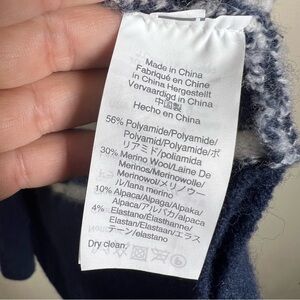 Made in China
Fabriqué en Chine
in China Hergestellt
Vervaardigd in China
中国製
Hecho en China
56% Polyamide/Polyamide/
Polyamid/Polyamide/ポ
リアミド/poliamida
30% Merino Wool/Laine De
Merinos/Merinowolle/
Merinowol/メリノウー
ル/lana merino
10% Alpaca/Alpaga/Alpaka/
Alpaca/アルパカ/alpaca
4% Elastane/Élasthanne/
Elastan/Elastaan/エラス
テーン/elastano
Dry clean